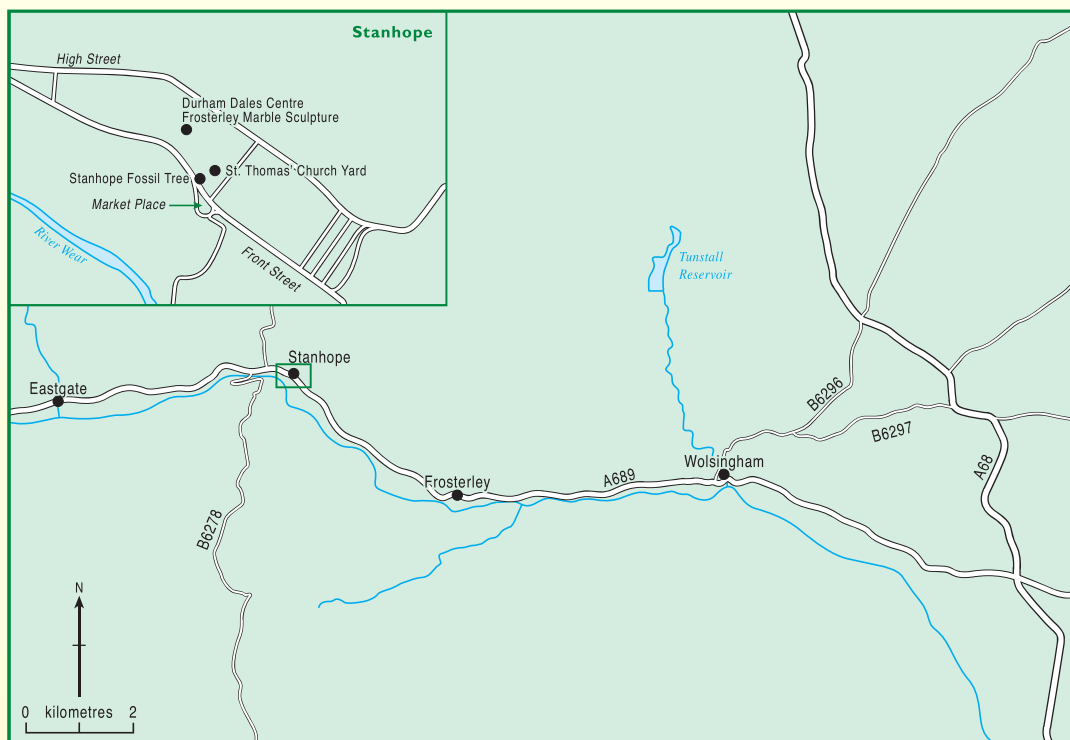 Stanhope
High Street
Durham Dales Centre
Frosterley Marble Sculpture
St. Thomas' Church Yard
Stanhope Fossil Tree
Market Place
River Wear
Front Street
Tunstall
Reservoir
Stanhope
Eastgate
B6296
B6297
Wolsingham
A68
A689
Frosterley
B6278
N
0 kilometres 2